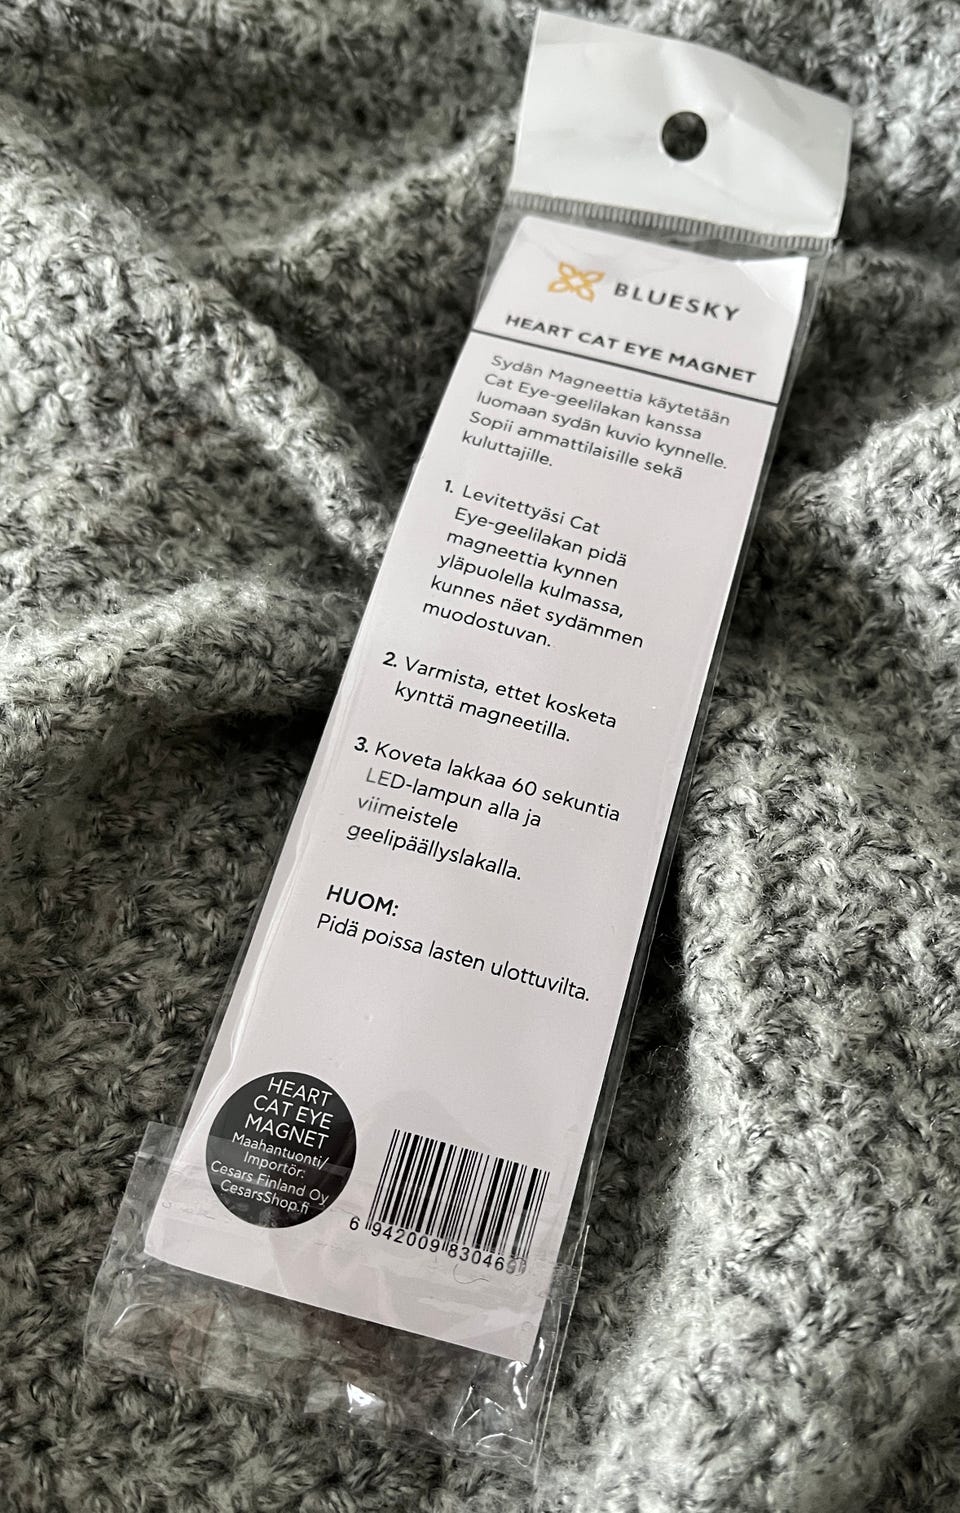 BLUESKY
HEART CAT EYE MAGNET
Sydän Magneettia käytetään
Cat Eye-geelilakan kanssa
luomaan sydän kuvio kynnelle.
Sopii ammattilaisille sekä
kuluttajille.
1. Levitettyäsi Cat
Eye-geelilakan pidä
magneettia kynnen
yläpuolella kulmassa,
kunnes näet sydämmen
muodostuvan.
2. Varmista, ettet kosketa
kynttä magneetilla.
3. Koveta lakkaa 60 sekuntia
LED-lampun alla ja
viimeistele
geelipäällyslakalla.
HUOM:
Pidä poissa lasten ulottuvilta.
HEART
CAT EYE
MAGNET
Maahantuonti/
Importör:
Cesars Finland Oy
CesarsShop.fi
6 942009 830469